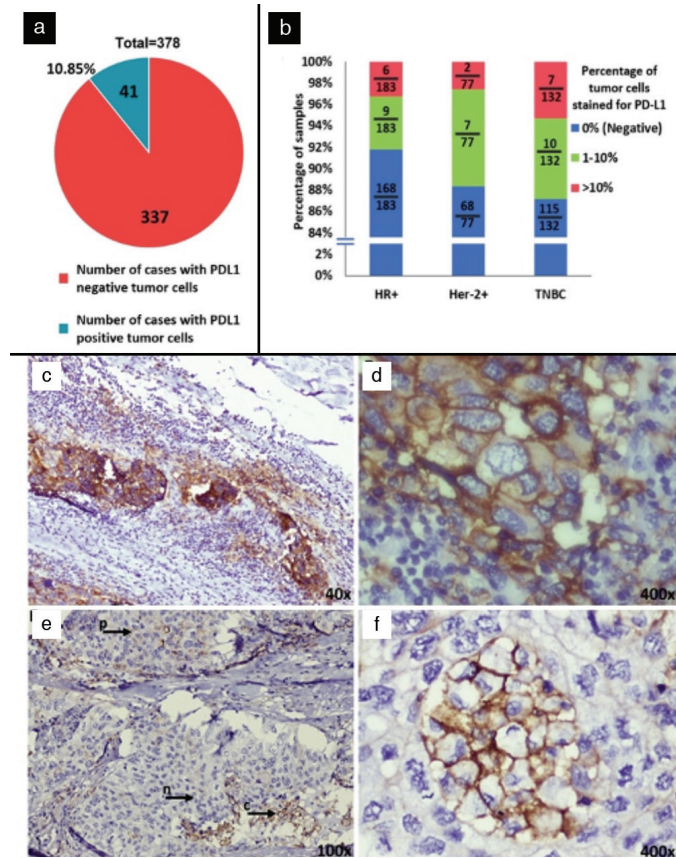 a
Total=378
10.85%
41
337
Number of cases with PDL1
negative tumor cells
Number of cases with PDL1
positive tumor cells
b
Percentage of samples
100%
98%
96%
94%
92%
90%
88%
86%
84%
2%
0%
6
183
9
183
168
183
2
77
7
77
68
77
7
132
10
132
115
132
HR+
Her-2+
TNBC
Percentage of
tumor cells
stained for PD-L1
0% (Negative)
1-10%
>10%
c
40x
d
400x
e
p
n
c
100x
f
400x